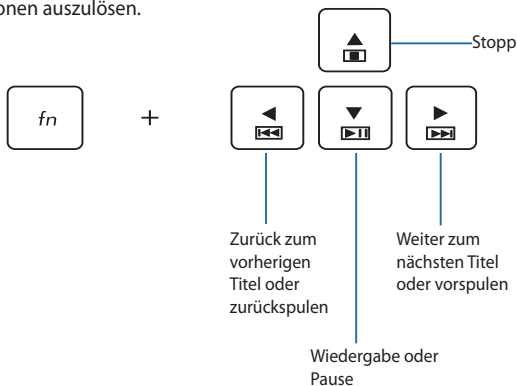 onen auszulösen.
Stopp
fn
+
Zurück zum
vorherigen
Titel oder
zurückspulen
Weiter zum
nächsten Titel
oder vorspulen
Wiedergabe oder
Pause